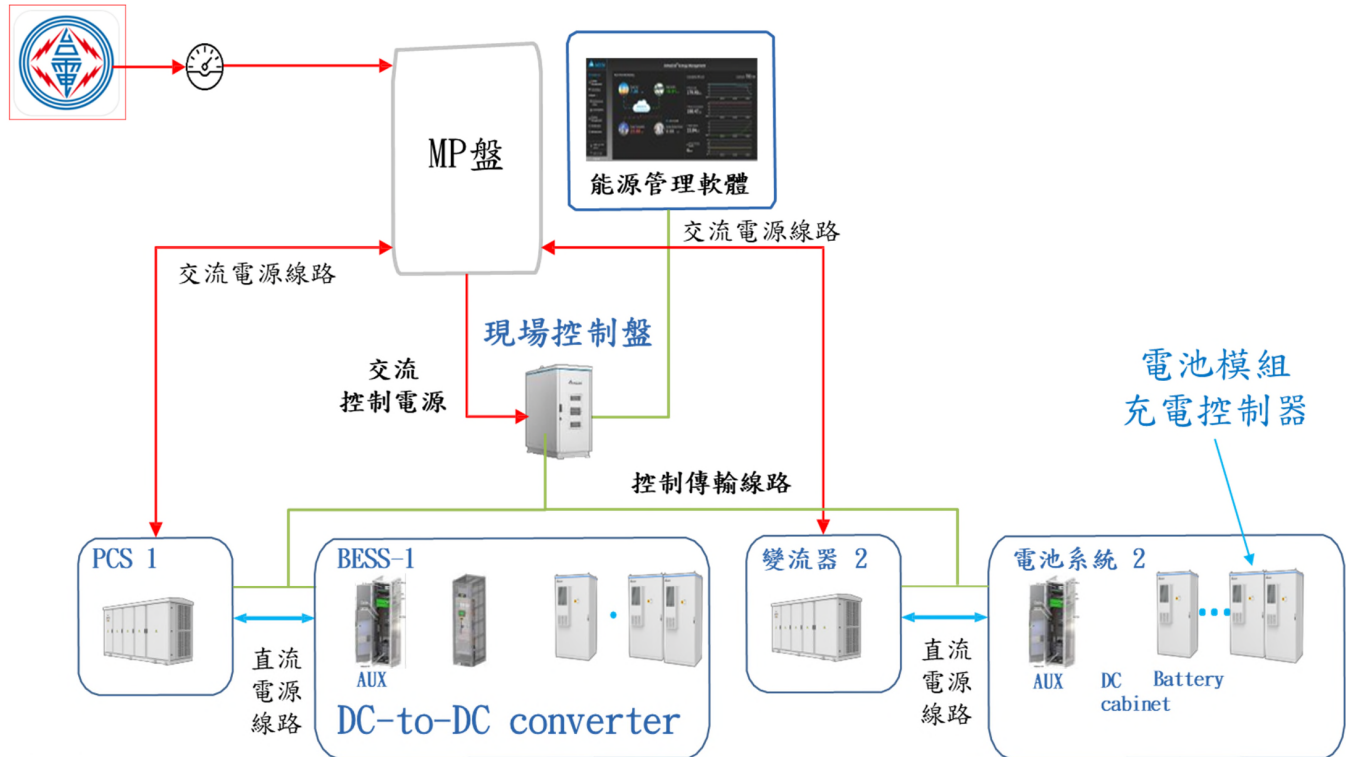 台電
MP盤
能源管理軟體
交流電源線路
交流電源線路
現場控制盤
交流
控制電源
電池模組
充電控制器
控制傳輸線路
PCS 1
BESS-1
變流器 2
電池系統 2
直流
電源
線路
AUX
DC-to-DC converter
直流
電源
線路
AUX
DC
cabinet
Battery